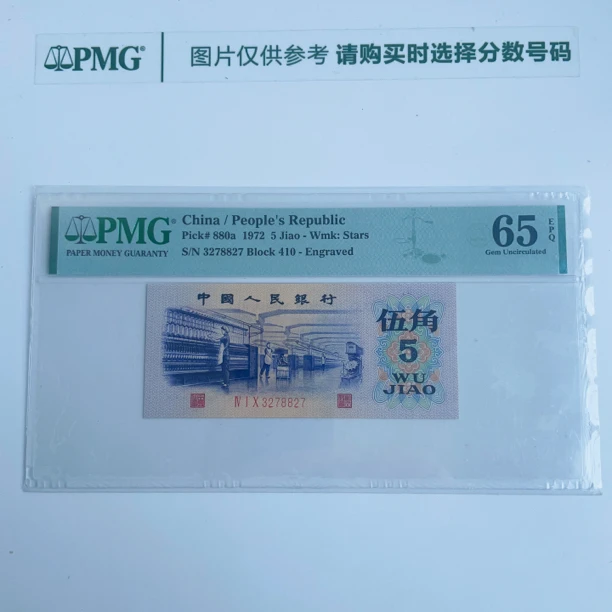 PMG® 图片仅供参考 请购买时选择分数号码
PMG®
PAPER MONEY GUARANTY
China / People's Republic
Pick# 880a 1972 5 Jiao - Wmk: Stars
S/N 3278827 Block 410 - Engraved
65 EPQ
Gem Uncirculated
中國人民銀行
伍角
5
WU
JIAO
Ⅳ Ⅰ Ⅹ 3278827